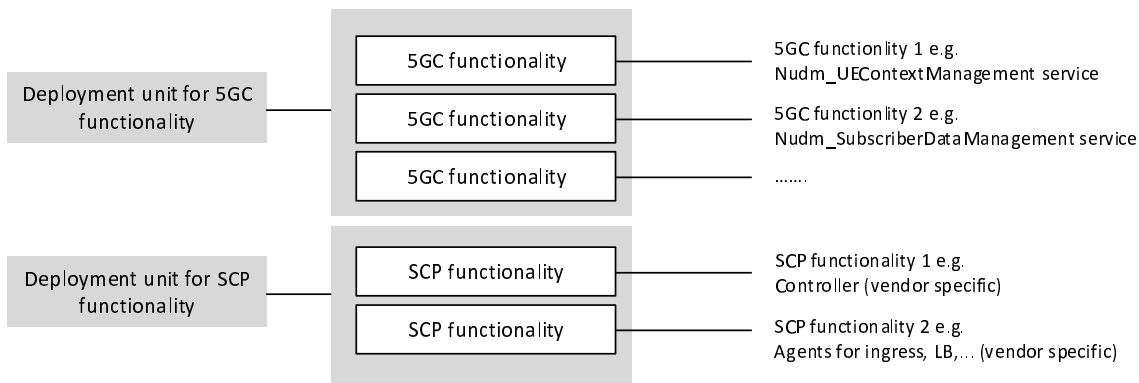 Deployment unit for 5GC
functionality
5GC functionality
5GC functionality
5GC functionality
5GC functionlity 1 e.g.
Nudm_UEContextManagement service
5GC functionality 2 e.g.
Nudm_SubscriberDataManagement service
.......
Deployment unit for SCP
functionality
SCP functionality
SCP functionality
SCP functionality 1 e.g.
Controller (vendor specific)
SCP functionality 2 e.g.
Agents for ingress, LB,... (vendor specific)